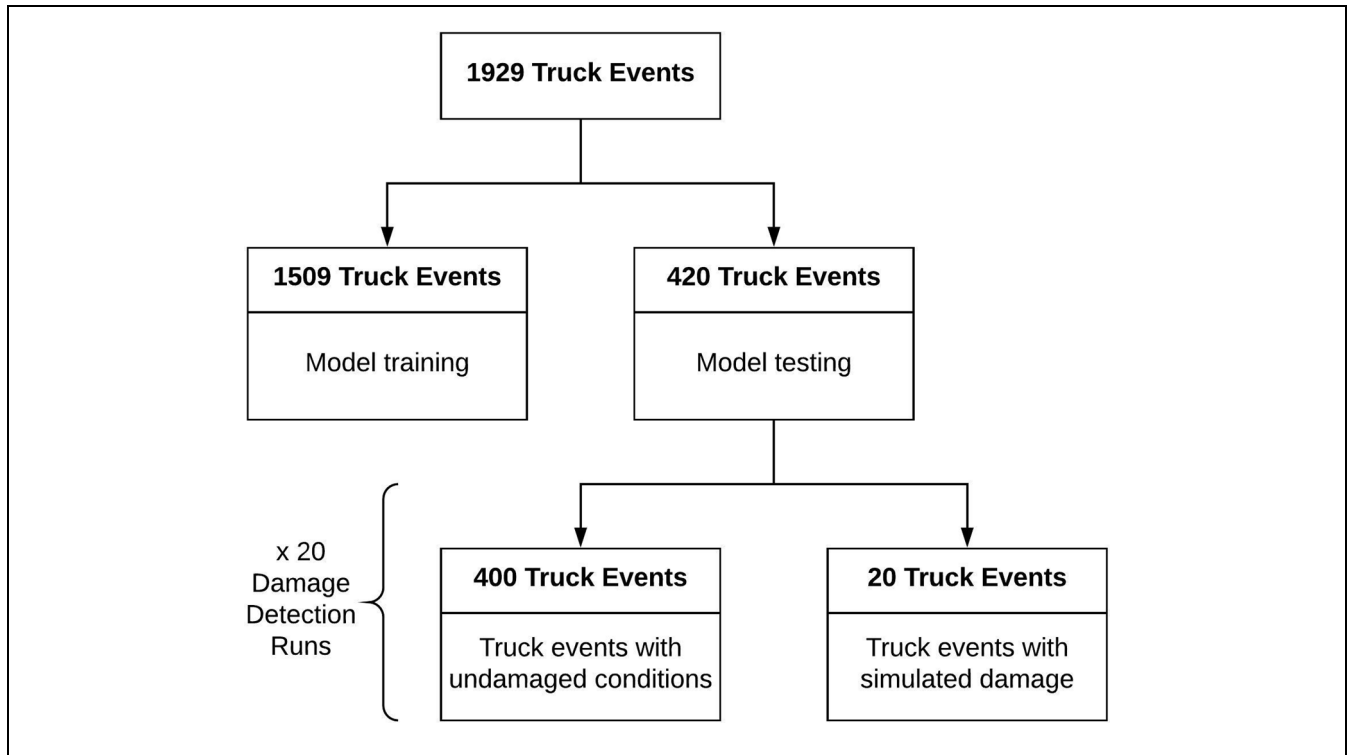 1929 Truck Events
1509 Truck Events
Model training
420 Truck Events
Model testing
x 20
Damage
Detection
Runs
400 Truck Events
Truck events with
undamaged conditions
20 Truck Events
Truck events with
simulated damage